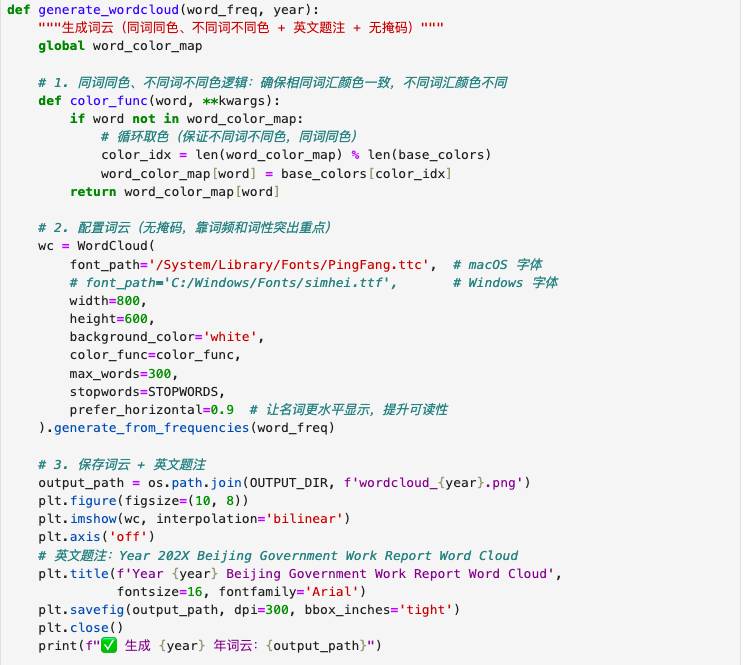 def generate_wordcloud(word_freq, year):
    """生成词云（同词同色、不同词不同色 + 英文题注 + 无掩码）"""
    global word_color_map

    # 1. 同词同色、不同词不同色逻辑：确保相同词汇颜色一致，不同词汇颜色不同
    def color_func(word, **kwargs):
        if word not in word_color_map:
            # 循环取色（保证不同词不同色，同词同色）
            color_idx = len(word_color_map) % len(base_colors)
            word_color_map[word] = base_colors[color_idx]
        return word_color_map[word]

    # 2. 配置词云（无掩码，靠词频和词性突出重点）
    wc = WordCloud(
        font_path='/System/Library/Fonts/PingFang.ttc',  # macOS 字体
        # font_path='C:/Windows/Fonts/simhei.ttf',       # Windows 字体
        width=800,
        height=600,
        background_color='white',
        color_func=color_func,
        max_words=300,
        stopwords=STOPWORDS,
        prefer_horizontal=0.9  # 让名词更水平显示，提升可读性
    ).generate_from_frequencies(word_freq)

    # 3. 保存词云 + 英文题注
    output_path = os.path.join(OUTPUT_DIR, f'wordcloud_{year}.png')
    plt.figure(figsize=(10, 8))
    plt.imshow(wc, interpolation='bilinear')
    plt.axis('off')
    # 英文题注：Year 202X Beijing Government Work Report Word Cloud
    plt.title(f'Year {year} Beijing Government Work Report Word Cloud',
              fontsize=16, fontfamily='Arial')
    plt.savefig(output_path, dpi=300, bbox_inches='tight')
    plt.close()
    print(f"✅ 生成 {year} 年词云：{output_path}")